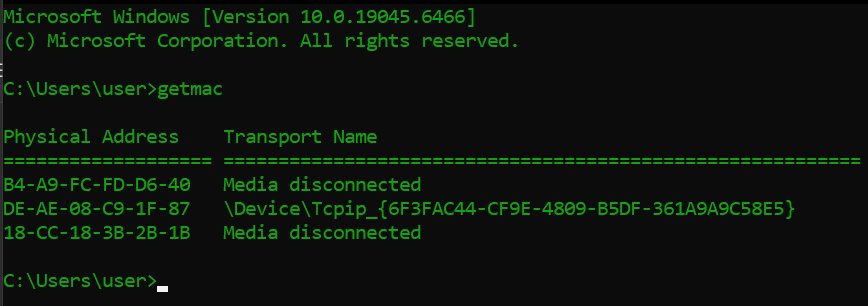 Microsoft Windows [Version 10.0.19045.6466]
(c) Microsoft Corporation. All rights reserved.
C:\Users\user>getmac
Physical Address    Transport Name
=================== ==========================================================
B4-A9-FC-FD-D6-40   Media disconnected
DE-AE-08-C9-1F-87   \Device\Tcpip_{6F3FAC44-CF9E-4809-B5DF-361A9A9C58E5}
18-CC-18-3B-2B-1B   Media disconnected
C:\Users\user>